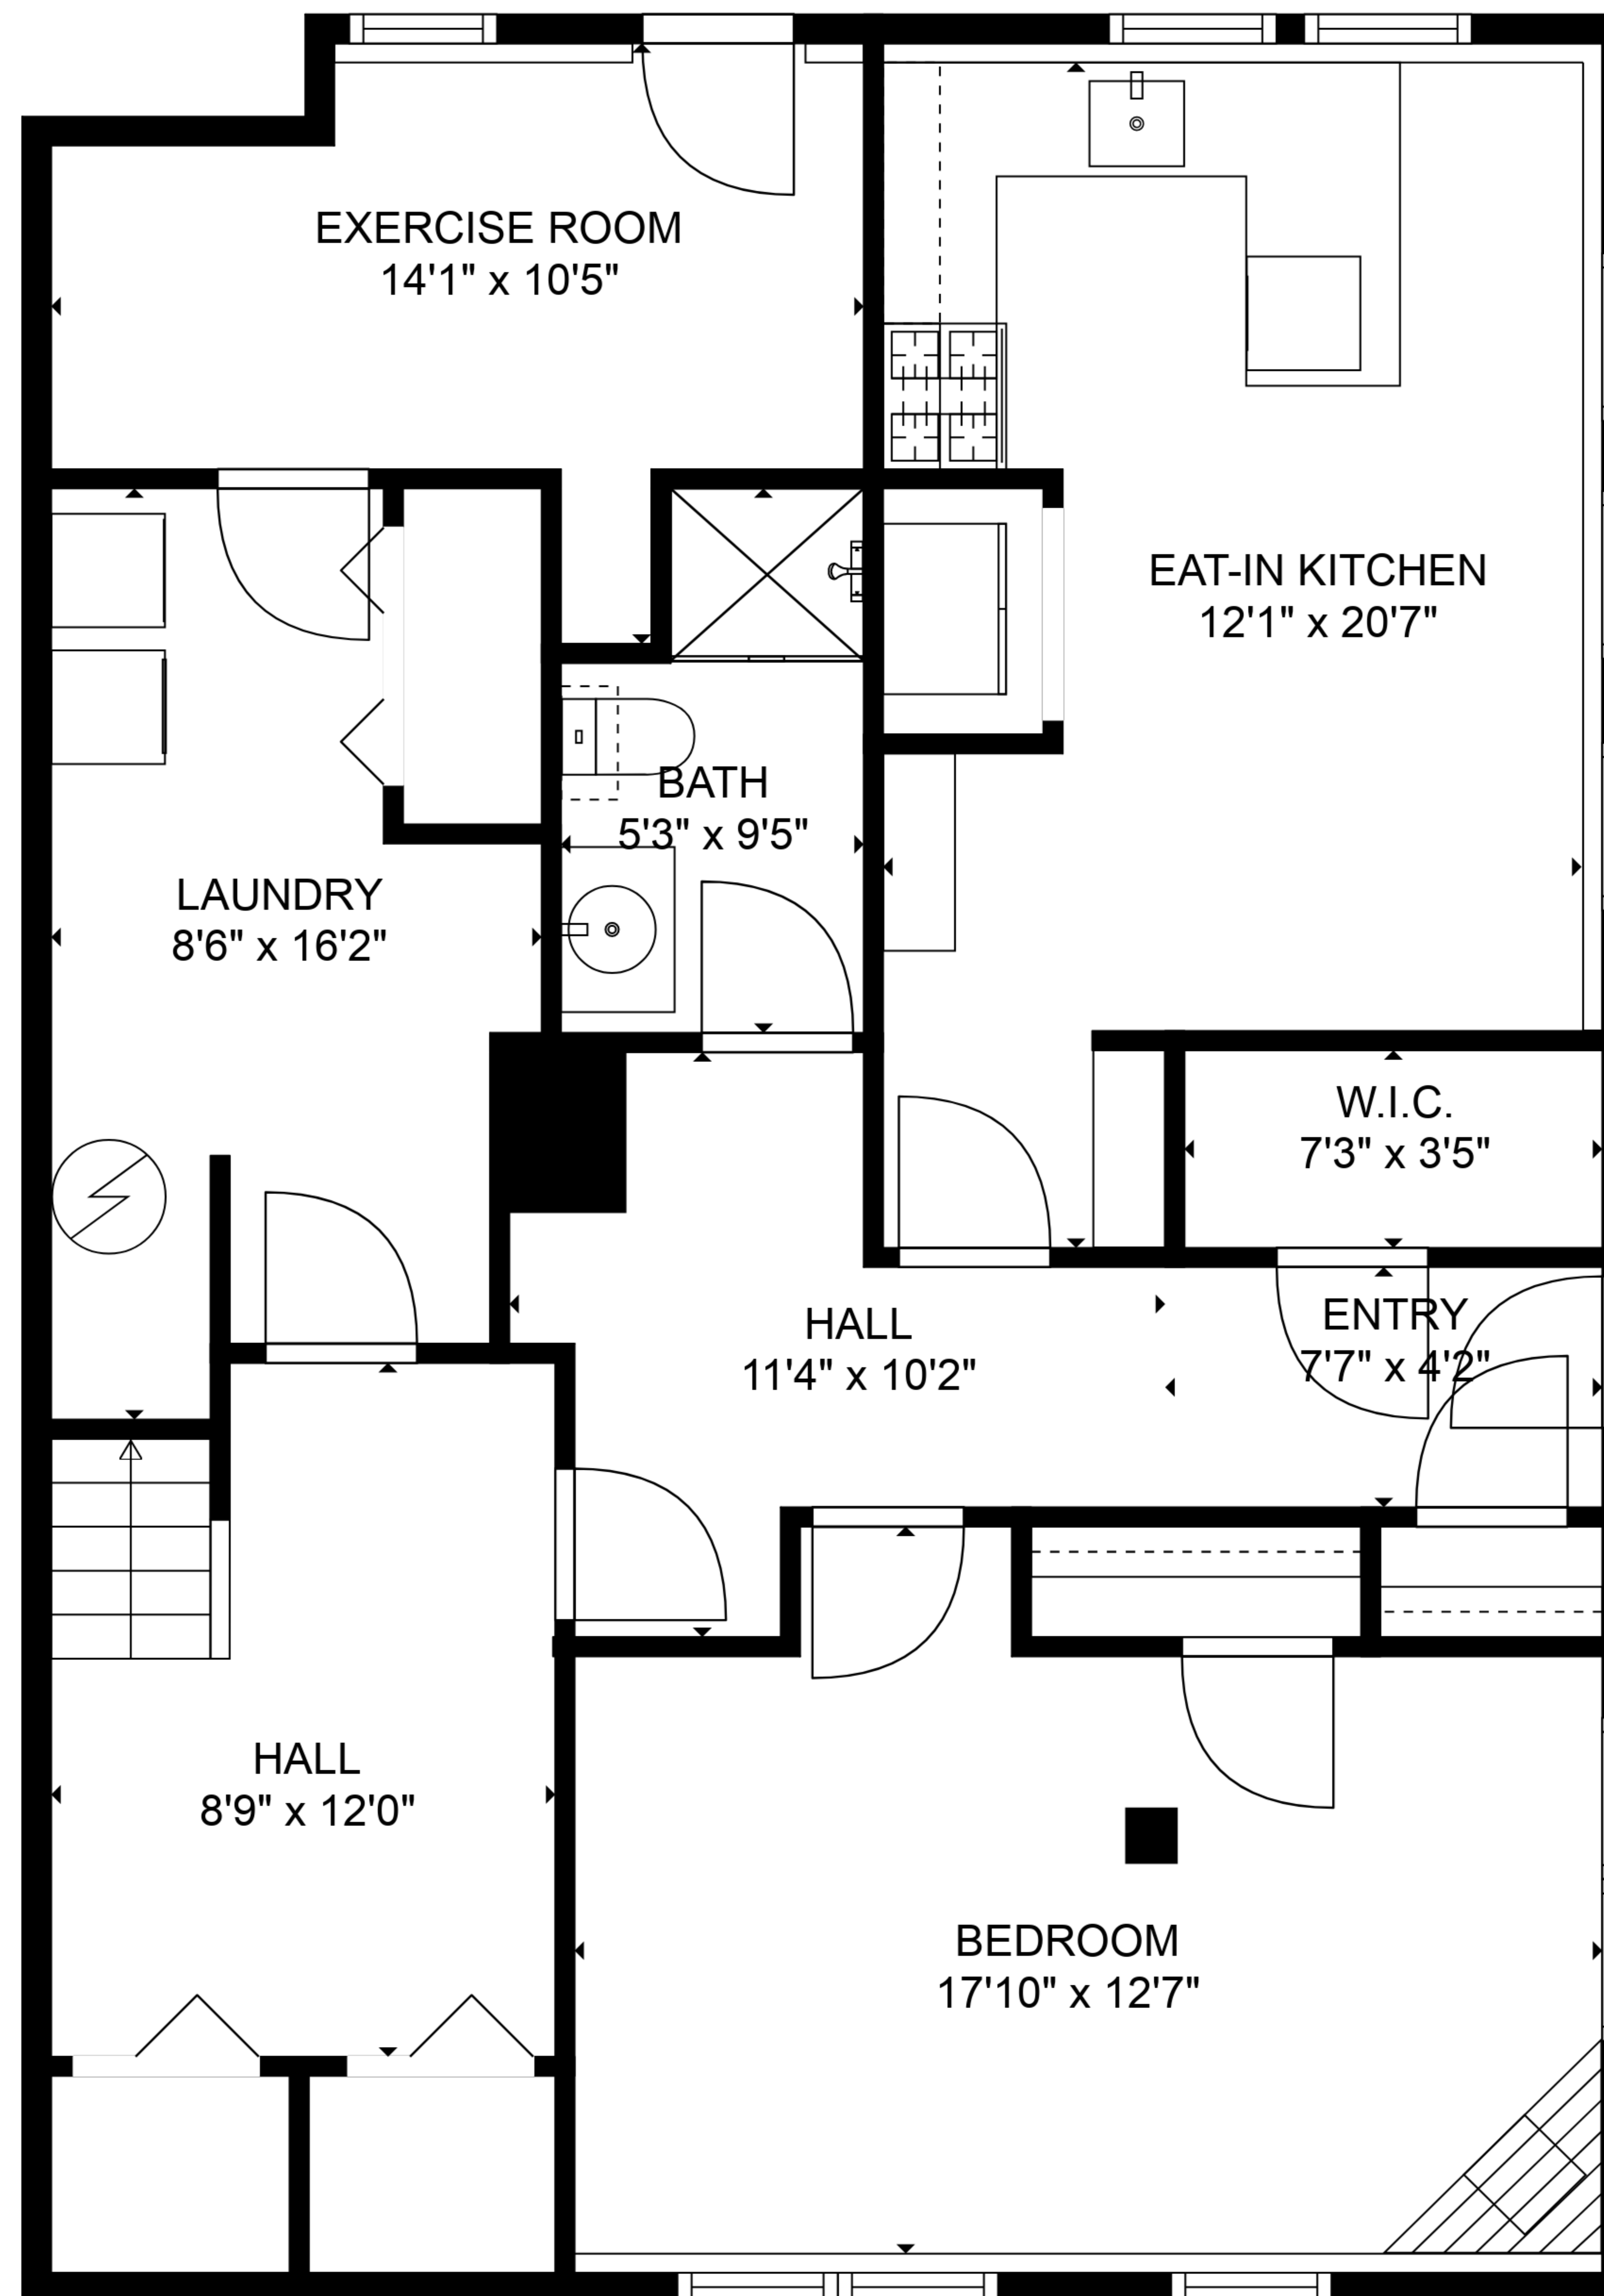 EXERCISE ROOM
14'1" x 10'5"
EAT-IN KITCHEN
12'1" x 20'7"
BATH
5'3" x 9'5"
LAUNDRY
8'6" x 16'2"
W.I.C.
7'3" x 3'5"
HALL
11'4" x 10'2"
ENTRY
7'7" x 4'2"
HALL
8'9" x 12'0"
BEDROOM
17'10" x 12'7"